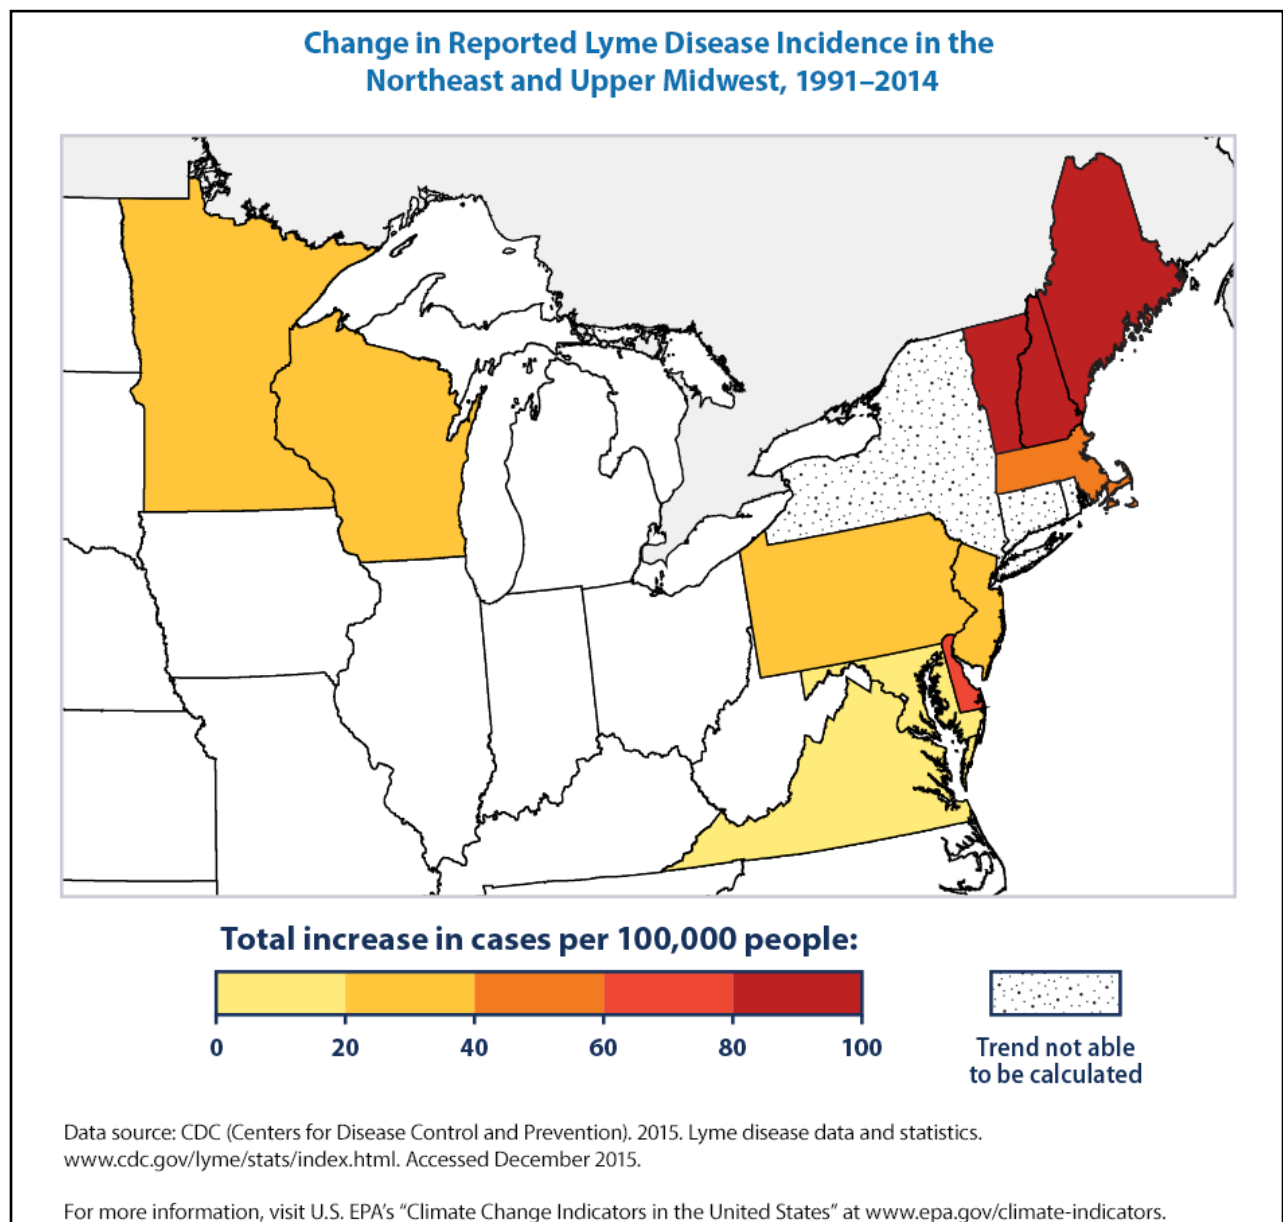 Change in Reported Lyme Disease Incidence in the
Northeast and Upper Midwest, 1991–2014
Total increase in cases per 100,000 people:
0 20 40 60 80 100
Trend not able
to be calculated
Data source: CDC (Centers for Disease Control and Prevention). 2015. Lyme disease data and statistics.
www.cdc.gov/lyme/stats/index.html. Accessed December 2015.
For more information, visit U.S. EPA's “Climate Change Indicators in the United States” at www.epa.gov/climate-indicators.